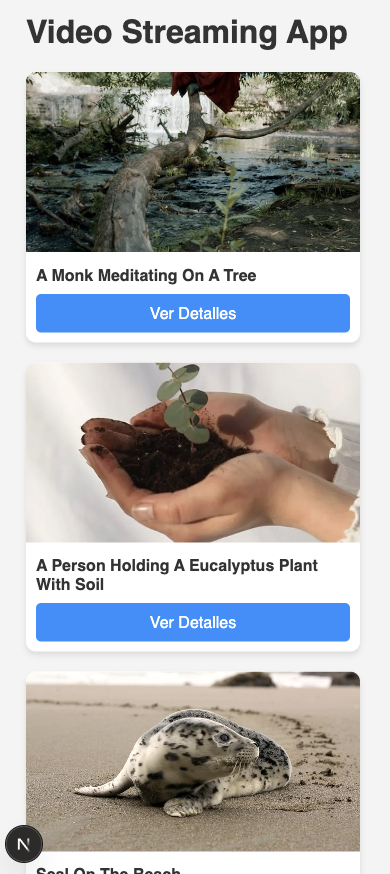 Video Streaming App
A Monk Meditating On A Tree
Ver Detalles
A Person Holding A Eucalyptus Plant
With Soil
Ver Detalles
N
Seal On The Beach